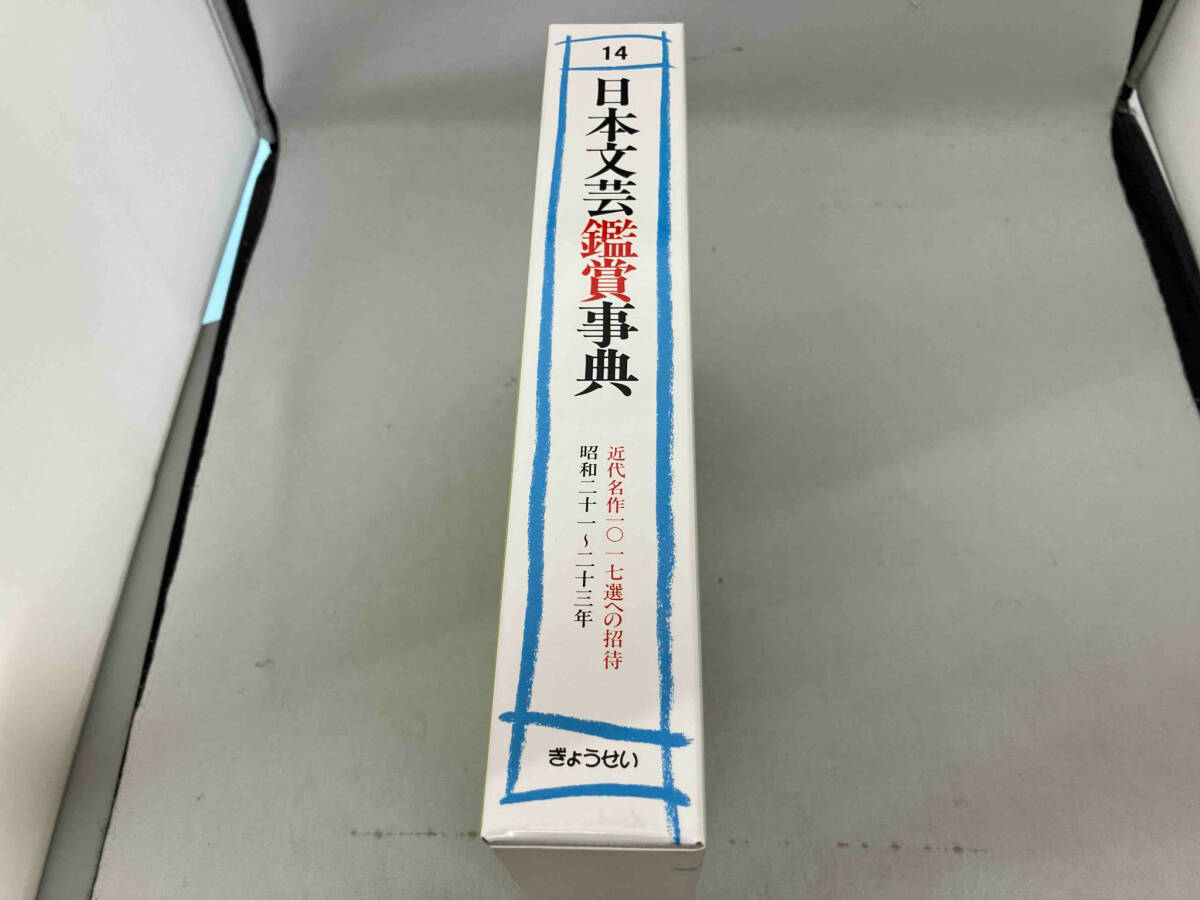 14
日本文芸鑑賞事典
近代名作一〇一七選への招待
昭和二十一～二十三年
ぎょうせい